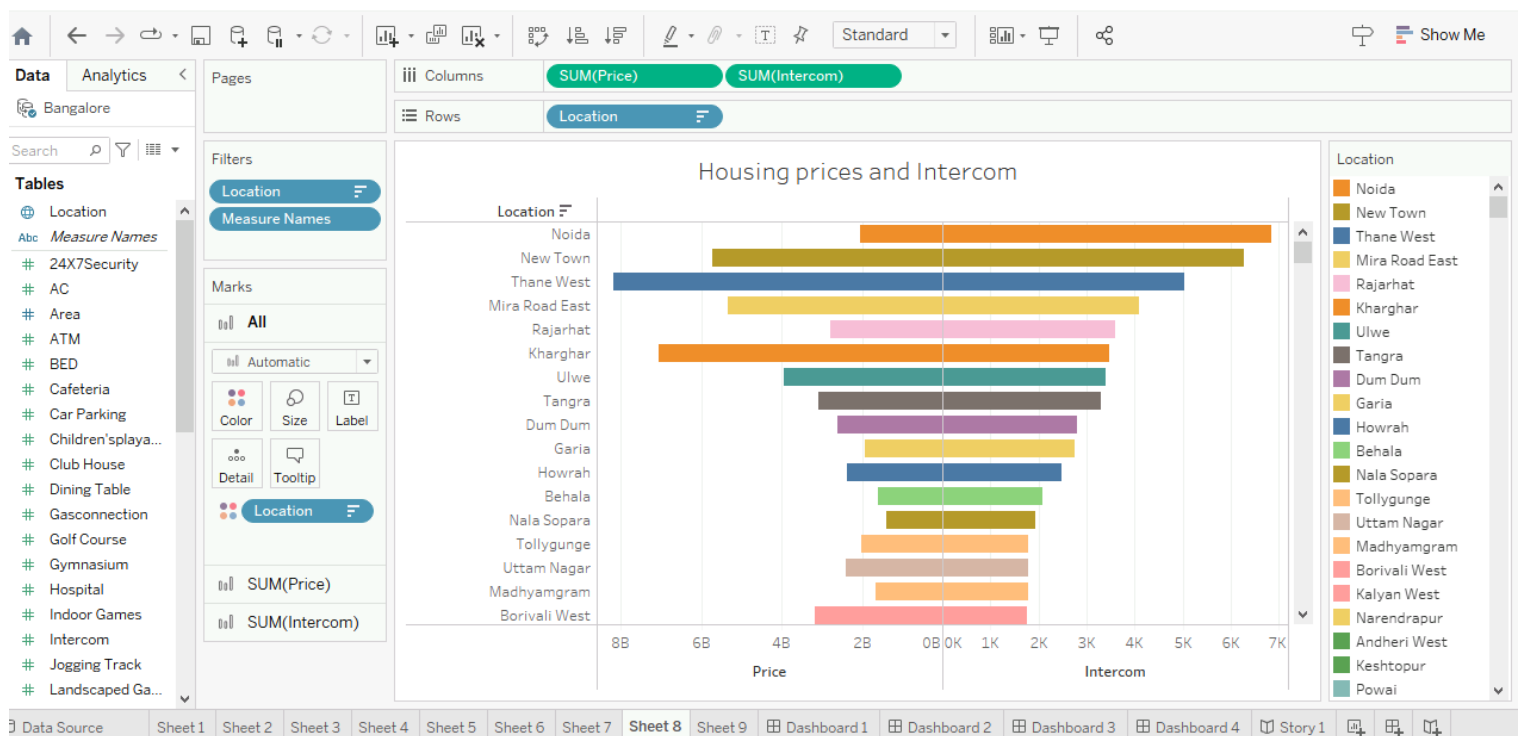 Standard
Show Me
Data
Analytics
Bangalore
Search
Tables
Location
Abc Measure Names
24X7Security
AC
Area
ATM
BED
Cafeteria
Car Parking
Children'splaya...
Club House
Dining Table
Gasconnection
Golf Course
Gymnasium
Hospital
Indoor Games
Intercom
Jogging Track
Landscaped Ga...
Pages
Filters
Location
Measure Names
Marks
All
Automatic
Color Size Label
Detail Tooltip
Location
SUM(Price)
SUM(Intercom)
Columns SUM(Price) SUM(Intercom)
Rows Location
Housing prices and Intercom
Location
Noida
New Town
Thane West
Mira Road East
Rajarhat
Kharghar
Ulwe
Tangra
Dum Dum
Garia
Howrah
Behala
Nala Sopara
Tollygunge
Uttam Nagar
Madhyamgram
Borivali West
8B 6B 4B 2B 0B 0K 1K 2K 3K 4K 5K 6K 7K
Price Intercom
Location
Noida
New Town
Thane West
Mira Road East
Rajarhat
Kharghar
Ulwe
Tangra
Dum Dum
Garia
Howrah
Behala
Nala Sopara
Tollygunge
Uttam Nagar
Madhyamgram
Borivali West
Kalyan West
Narendrapur
Andheri West
Keshtopur
Powai
Data Source Sheet 1 Sheet 2 Sheet 3 Sheet 4 Sheet 5 Sheet 6 Sheet 7 Sheet 8 Sheet 9 Dashboard 1 Dashboard 2 Dashboard 3 Dashboard 4 Story 1